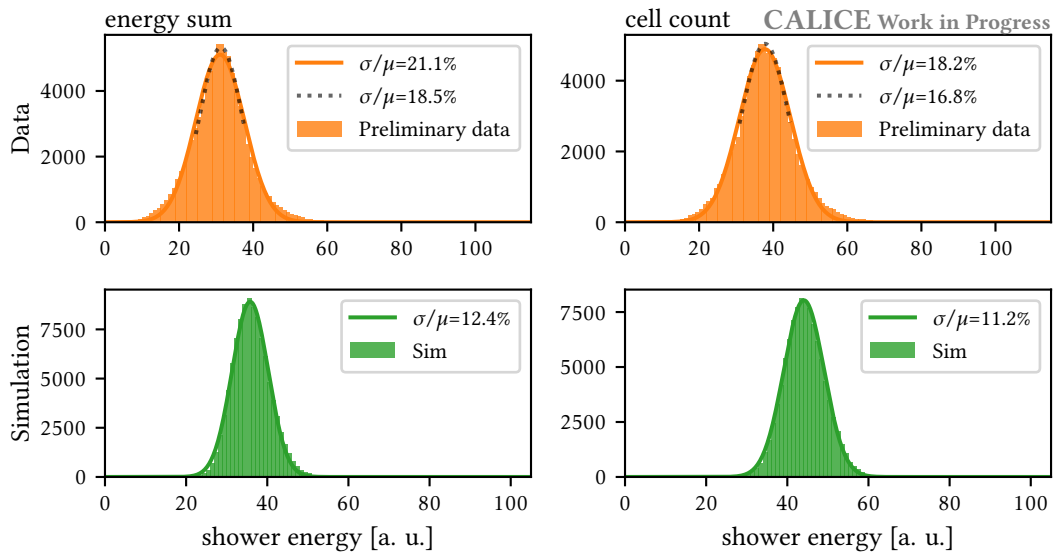 energy sum
cell count
CALICE Work in Progress
Data
4000
2000
0
σ/μ=21.1%
σ/μ=18.5%
Preliminary data
0 20 40 60 80 100
4000
2000
0
σ/μ=18.2%
σ/μ=16.8%
Preliminary data
0 20 40 60 80 100
Simulation
7500
5000
2500
0
σ/μ=12.4%
Sim
0 20 40 60 80 100
shower energy [a. u.]
7500
5000
2500
0
σ/μ=11.2%
Sim
0 20 40 60 80 100
shower energy [a. u.]